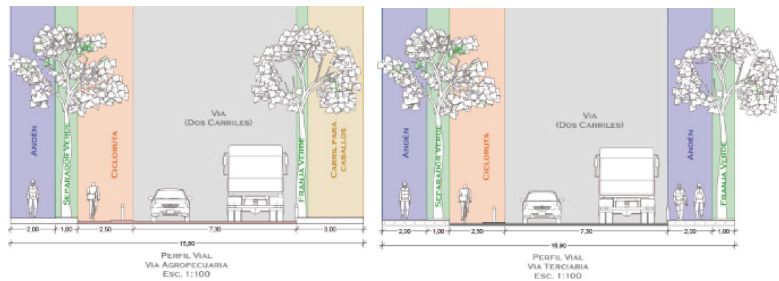 ANDÉN
SEPARADOR VERDE
CICLORUTA
VIA
(DOS CARRILES)
FRANJA VERDE
CARRIL PARA
CABALLOS
2,00 1,00 2,50 7,30 3,00
15,80
PERFIL VIAL
VIA AGROPECUARIA
ESC. 1:100
ANDÉN
SEPARADOR VERDE
CICLORUTA
VIA
(DOS CARRILES)
ANDÉN
FRANJA VERDE
2,00 1,00 2,50 7,30 2,00 1,00
PERFIL VIAL
VIA TERCIARIA
ESC. 1:100